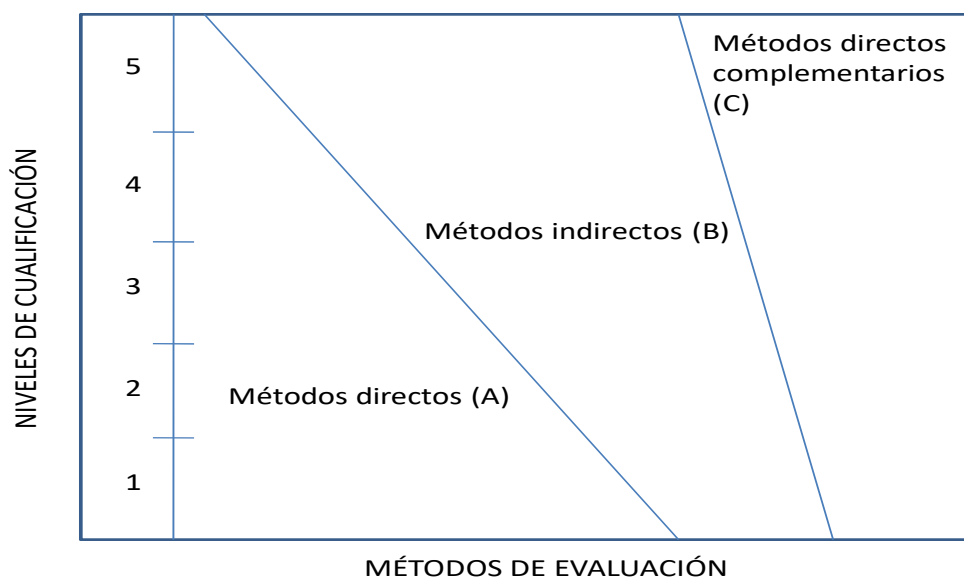 NIVELES DE CUALIFICACIÓN
5
4
3
2
1
Métodos directos
complementarios
(C)
Métodos indirectos (B)
Métodos directos (A)
MÉTODOS DE EVALUACIÓN